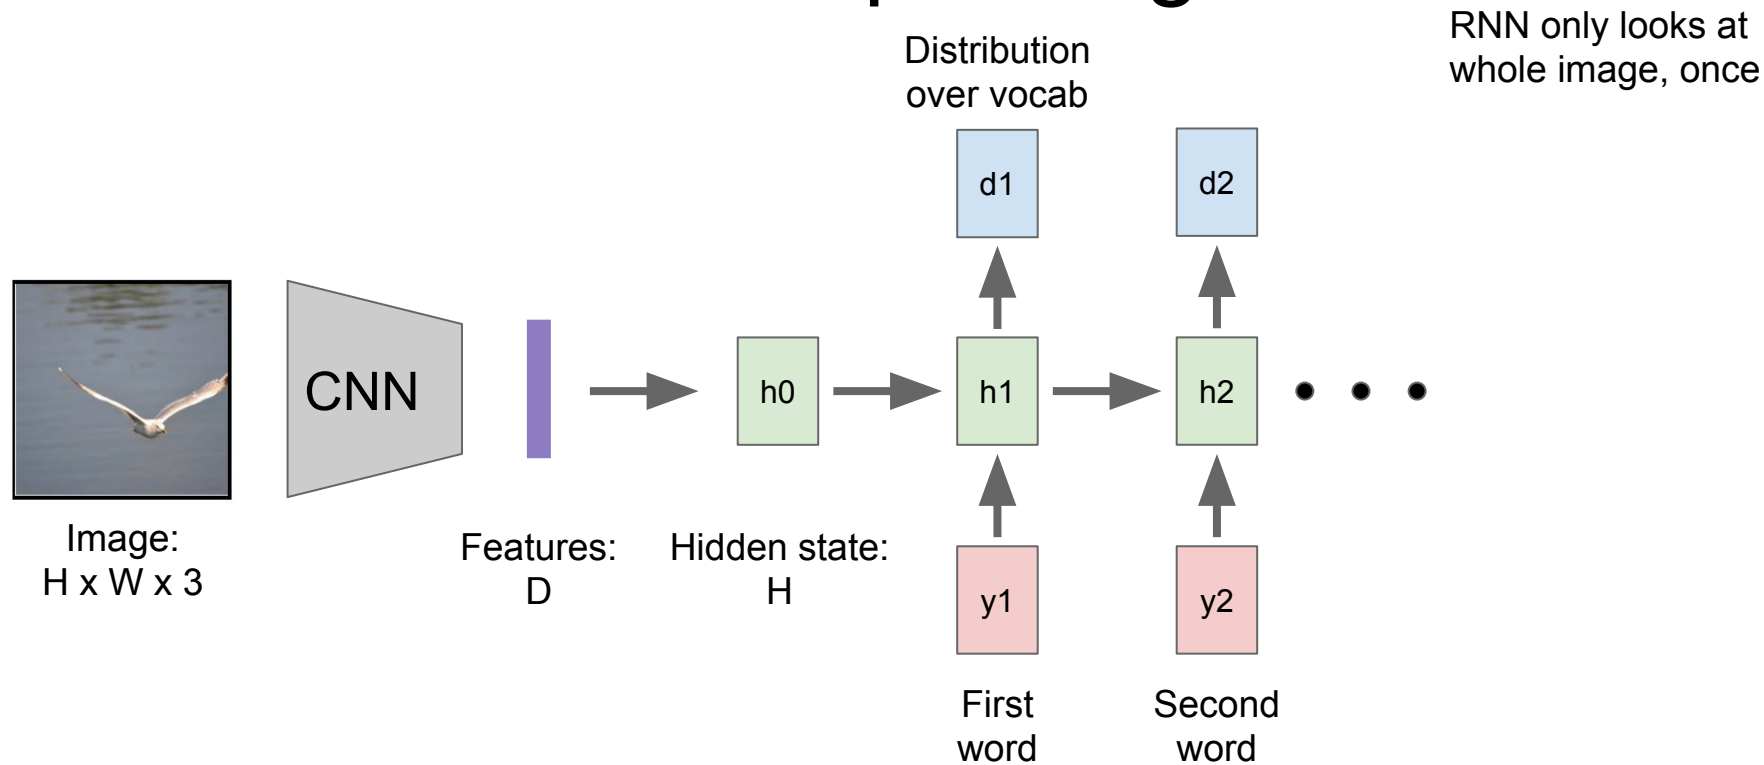 RNN only looks at
whole image, once
Distribution
over vocab
d1
d2
CNN
h0
h1
h2
Image:
H x W x 3
Features:
D
Hidden state:
H
y1
y2
First
word
Second
word